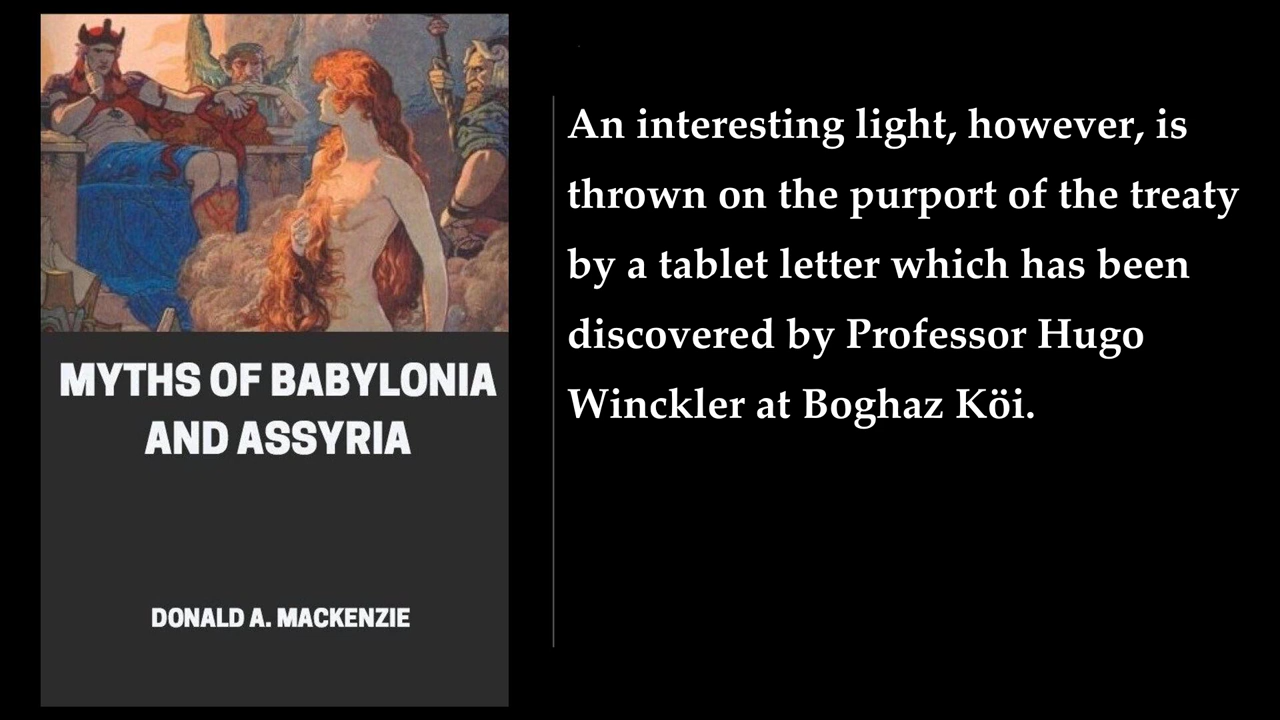 MYTHS OF BABYLONIA
AND ASSYRIA
DONALD A. MACKENZIE
An interesting light, however, is
thrown on the purport of the treaty
by a tablet letter which has been
discovered by Professor Hugo
Winckler at Boghaz Köi.